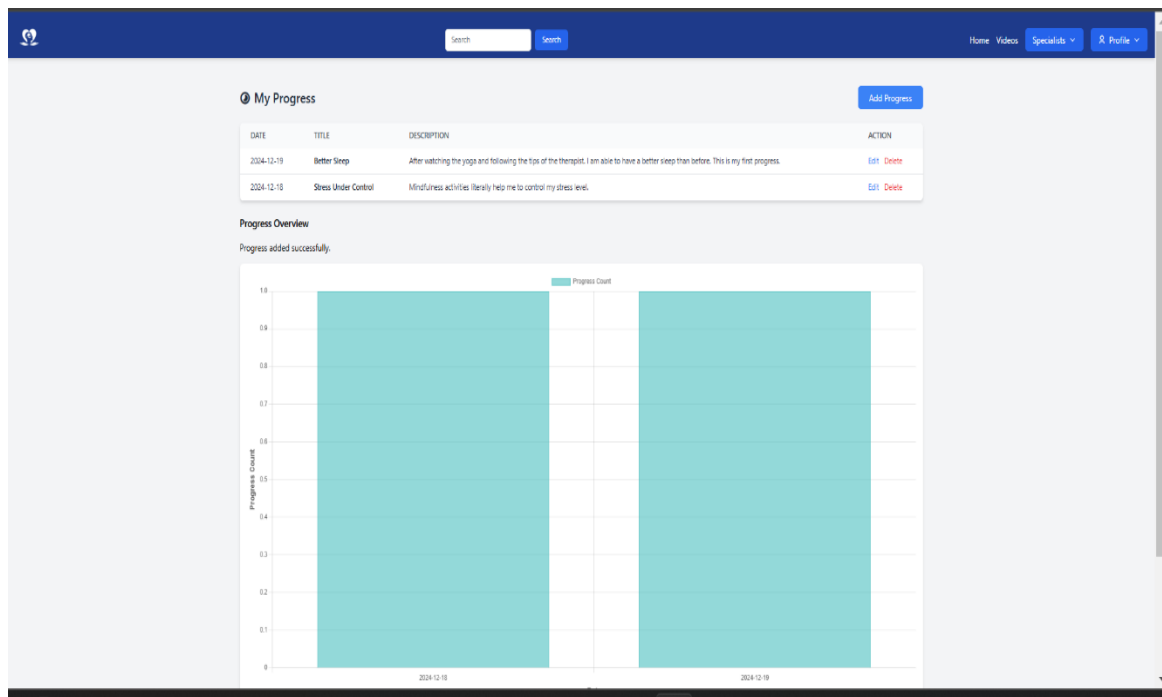 Search Search Home Videos Specialists Profile
My Progress Add Progress
DATE TITLE DESCRIPTION ACTION
2024-12-19 Better Sleep After watching the yoga and following the tips of the therapist. I am able to have a better sleep than before. This is my first progress. Edit Delete
2024-12-18 Stress Under Control Mindfulness activities literally help me to control my stress level. Edit Delete
Progress Overview
Progress added successfully.
Progress Count
1.0
0.9
0.8
0.7
0.6
0.5
0.4
0.3
0.2
0.1
0
Progress Count
2024-12-18 2024-12-19